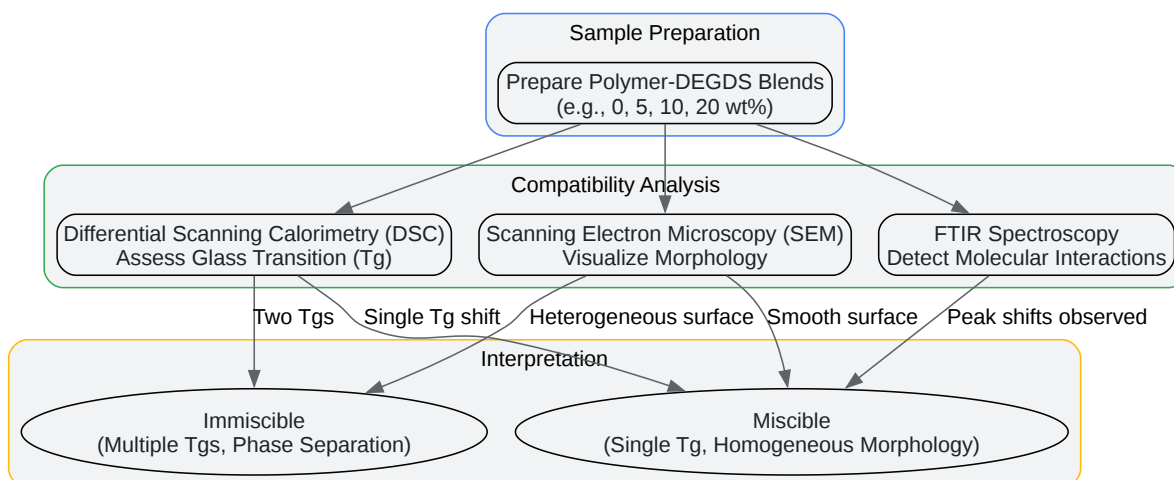 Sample Preparation
Prepare Polymer-DEGDS Blends
(e.g., 0, 5, 10, 20 wt%)
Compatibility Analysis
Differential Scanning Calorimetry (DSC)
Assess Glass Transition (Tg)
Scanning Electron Microscopy (SEM)
Visualize Morphology
FTIR Spectroscopy
Detect Molecular Interactions
Two Tgs
Single Tg shift
Heterogeneous surface
Smooth surface
Peak shifts observed
Interpretation
Immiscible
(Multiple Tgs, Phase Separation)
Miscible
(Single Tg, Homogeneous Morphology)